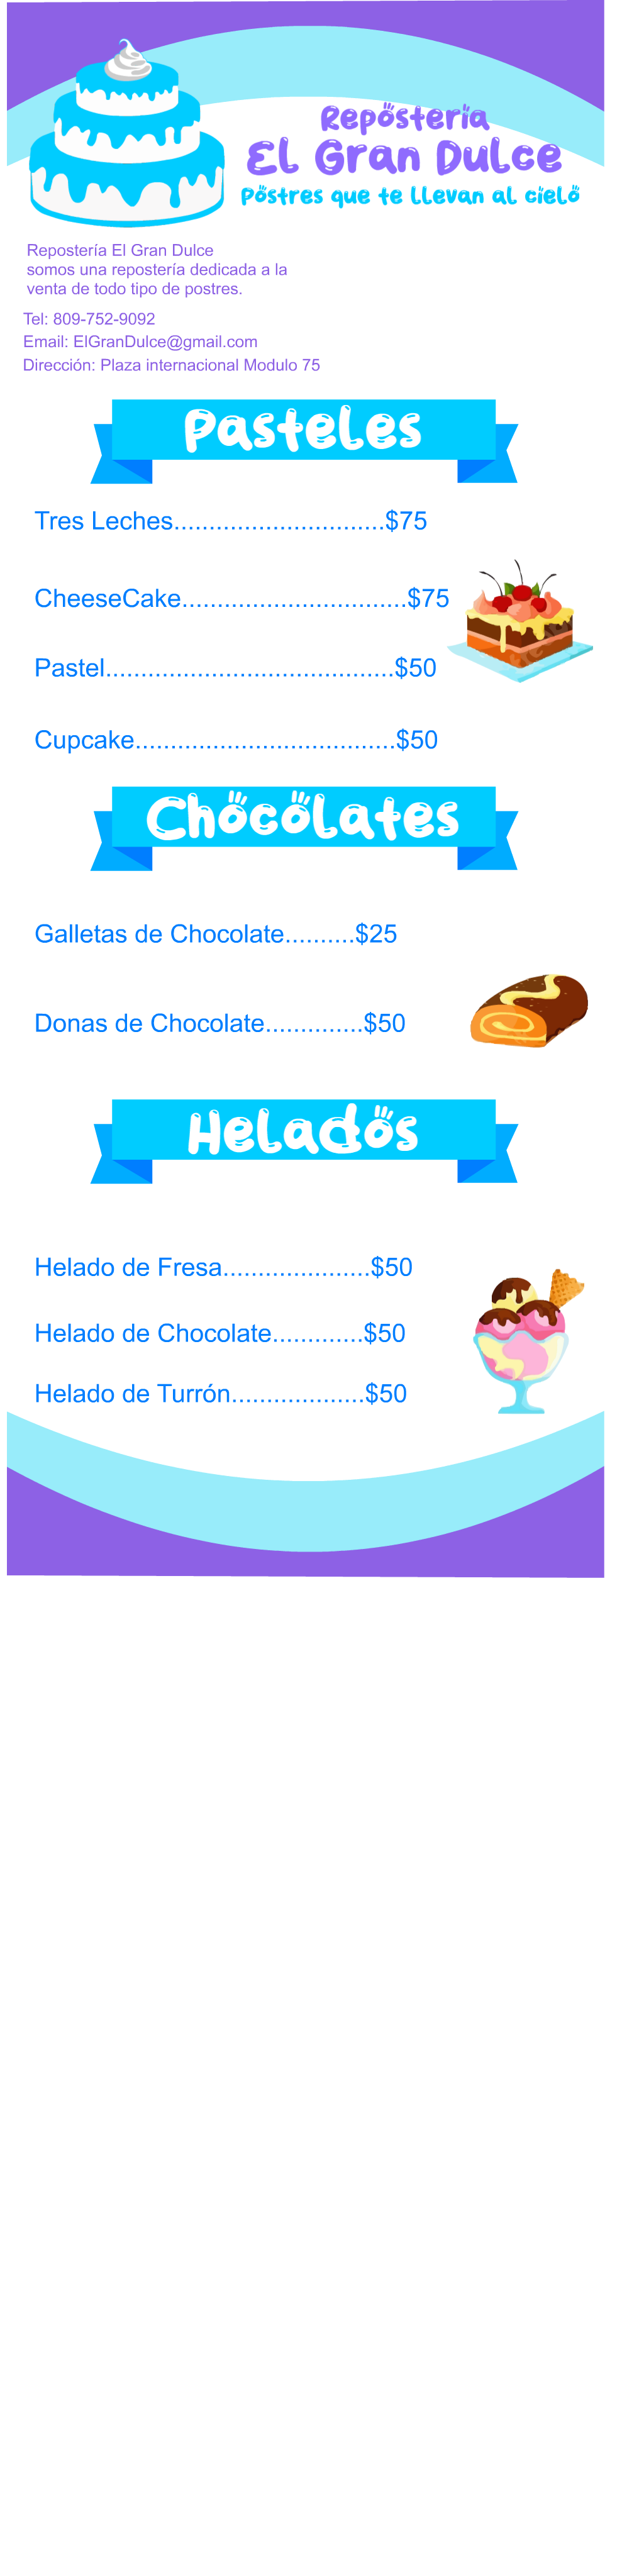 Repostería
El Gran Dulce
Postres que te llevan al cielo
Repostería El Gran Dulce
somos una repostería dedicada a la
venta de todo tipo de postres.
Tel: 809-752-9092
Email: ElGranDulce@gmail.com
Dirección: Plaza internacional Modulo 75
Pasteles
Tres Leches..............................$75
CheeseCake................................$75
Pastel.........................................$50
Cupcake.....................................$50
Chocolates
Galletas de Chocolate..........$25
Donas de Chocolate..............$50
Helados
Helado de Fresa.....................$50
Helado de Chocolate.............$50
Helado de Turrón...................$50